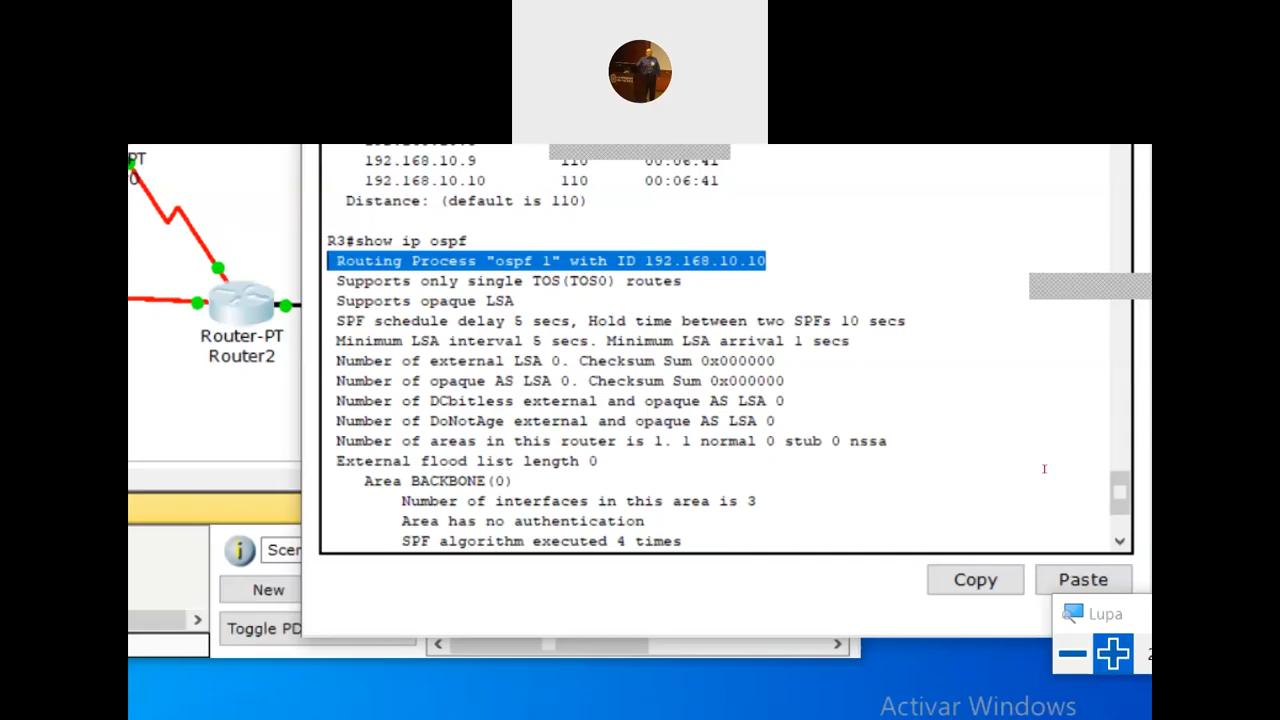 PT
192.168.10.9 110 00:06:41
192.168.10.10 110 00:06:41
Distance: (default is 110)
R3#show ip ospf
Routing Process "ospf 1" with ID 192.168.10.10
Supports only single TOS(TOS0) routes
Supports opaque LSA
SPF schedule delay 5 secs, Hold time between two SPFs 10 secs
Minimum LSA interval 5 secs. Minimum LSA arrival 1 secs
Number of external LSA 0. Checksum Sum 0x000000
Number of opaque AS LSA 0. Checksum Sum 0x000000
Number of DCbitless external and opaque AS LSA 0
Number of DoNotAge external and opaque AS LSA 0
Number of areas in this router is 1. 1 normal 0 stub 0 nssa
External flood list length 0
Area BACKBONE(0)
Number of interfaces in this area is 3
Area has no authentication
SPF algorithm executed 4 times
Router-PT
Router2
Scen
New
Toggle PD
Copy
Paste
Lupa
2
Activar Windows